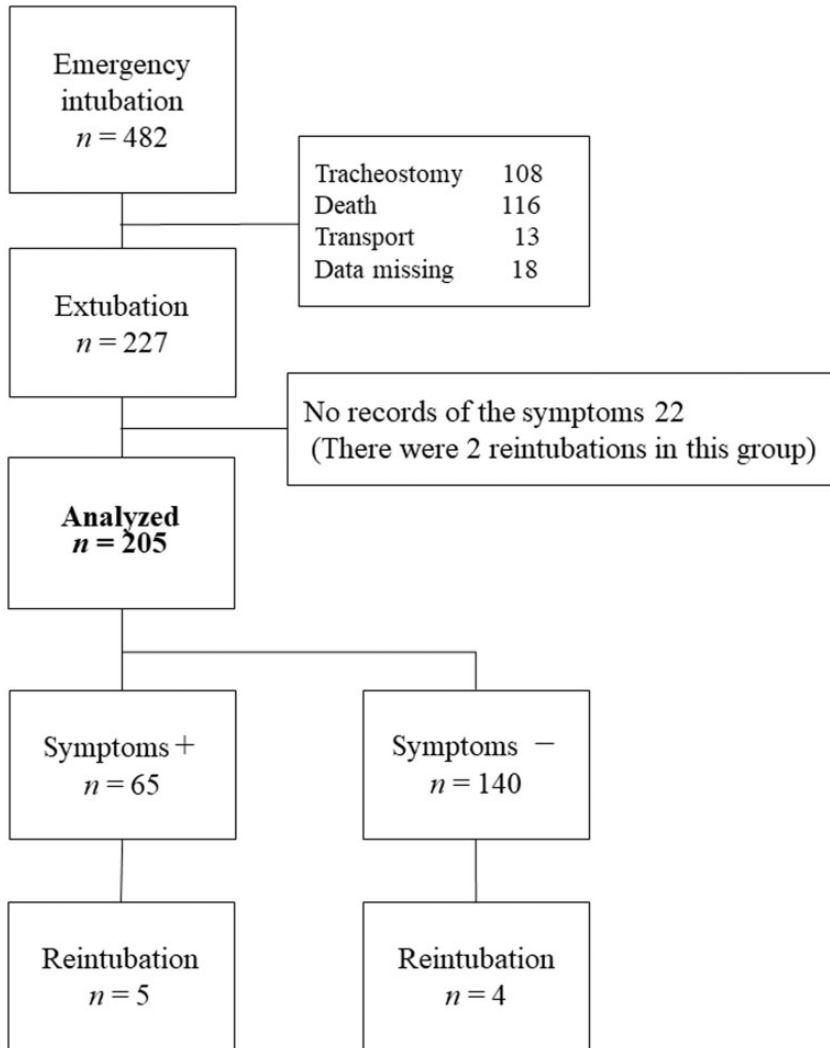 Emergency
intubation
n = 482
Tracheostomy 108
Death 116
Transport 13
Data missing 18
Extubation
n = 227
No records of the symptoms 22
(There were 2 reintubations in this group)
Analyzed
n = 205
Symptoms +
n = 65
Symptoms −
n = 140
Reintubation
n = 5
Reintubation
n = 4